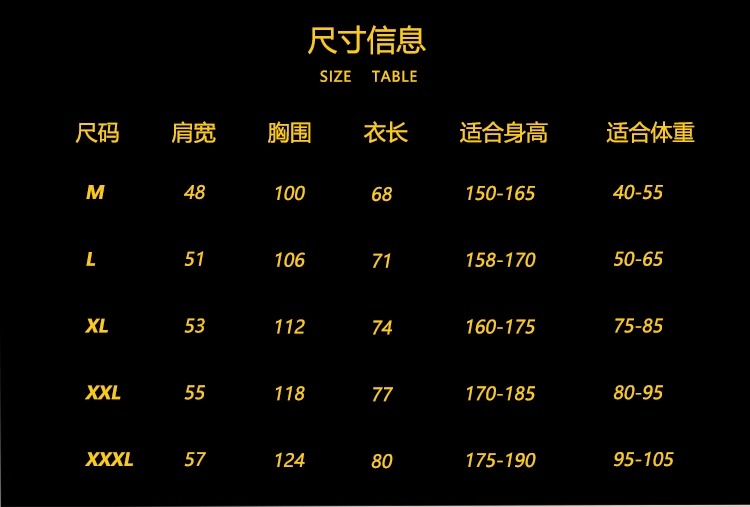 尺寸信息
SIZE TABLE
尺码 肩宽 胸围 衣长 适合身高 适合体重
M 48 100 68 150-165 40-55
L 51 106 71 158-170 50-65
XL 53 112 74 160-175 75-85
XXL 55 118 77 170-185 80-95
XXXL 57 124 80 175-190 95-105